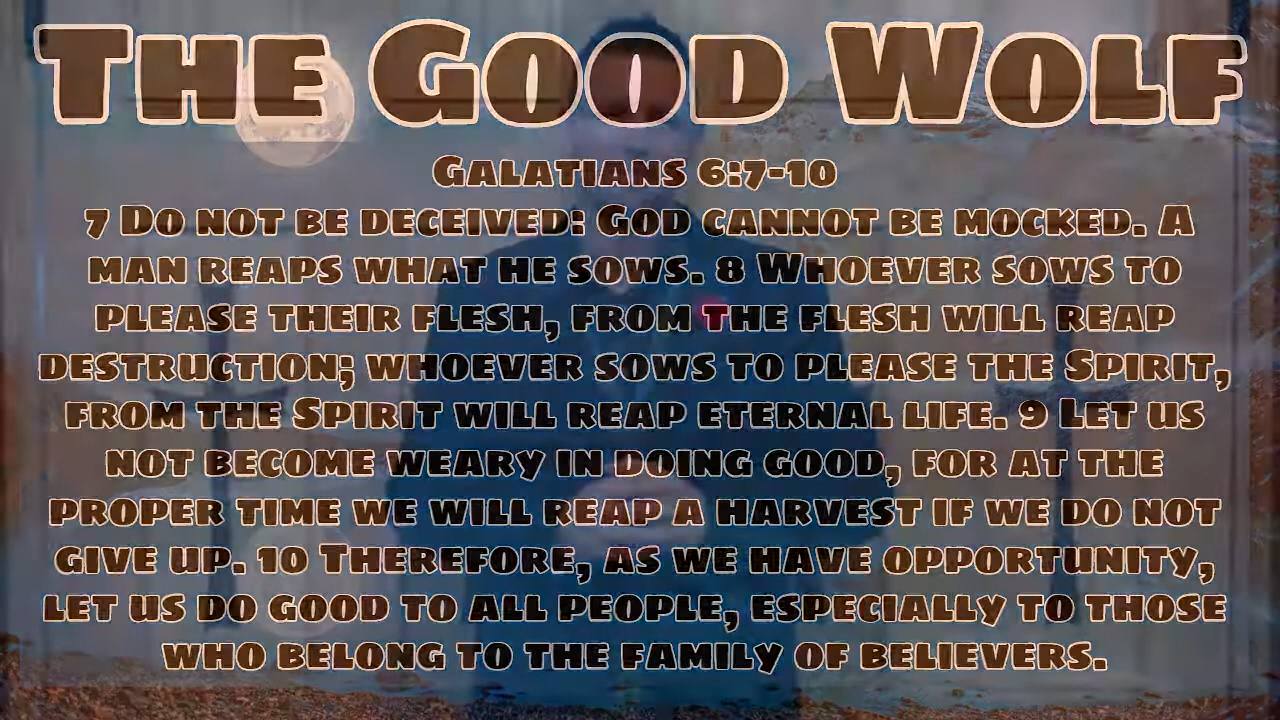 The Good Wolf
Galatians 6:7-10
7 Do not be deceived: God cannot be mocked. A
man reaps what he sows. 8 Whoever sows to
please their flesh, from the flesh will reap
destruction; whoever sows to please the Spirit,
from the Spirit will reap eternal life. 9 Let us
not become weary in doing good, for at the
proper time we will reap a harvest if we do not
give up. 10 Therefore, as we have opportunity,
let us do good to all people, especially to those
who belong to the family of believers.